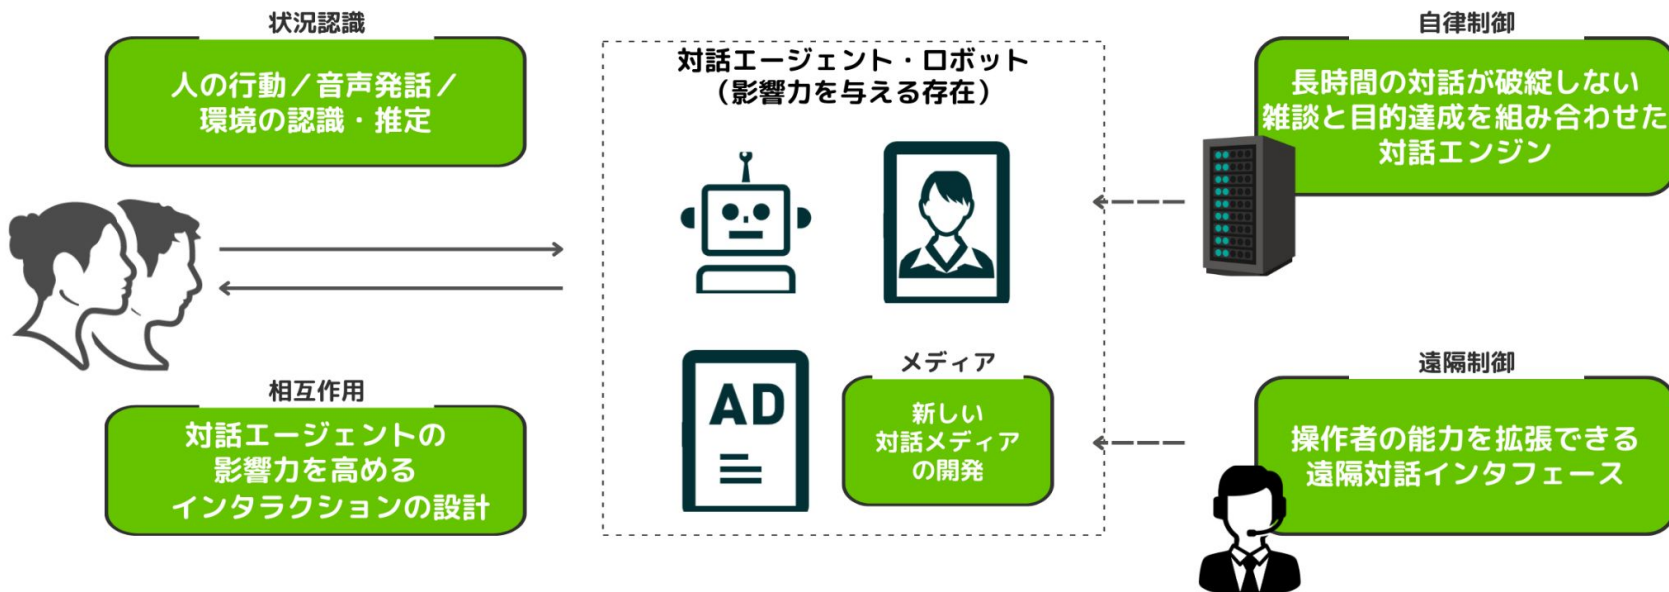 状況認識
人の行動／音声発話／
環境の認識・推定
相互作用
対話エージェントの
影響力を高める
インタラクションの設計
対話エージェント・ロボット
（影響力を与える存在）
AD
メディア
新しい
対話メディア
の開発
自律制御
長時間の対話が破綻しない
雑談と目的達成を組み合わせた
対話エンジン
遠隔制御
操作者の能力を拡張できる
遠隔対話インタフェース